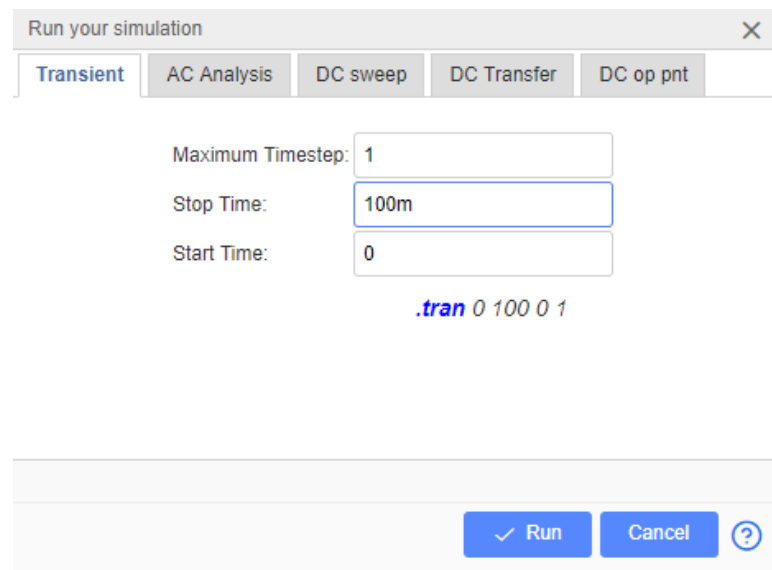 Run your simulation
Transient AC Analysis DC sweep DC Transfer DC op pnt
Maximum Timestep: 1
Stop Time: 100m
Start Time: 0
.tran 0 100 0 1
Run Cancel ?